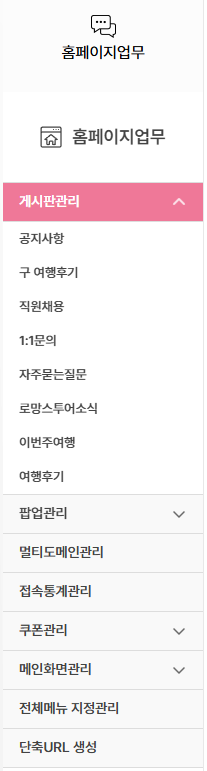 홈페이지업무
홈페이지업무
게시판관리
공지사항
구 여행후기
직원채용
1:1문의
자주묻는질문
로망스투어소식
이번주여행
여행후기
팝업관리
멀티도메인관리
접속통계관리
쿠폰관리
메인화면관리
전체메뉴 지정관리
단축URL 생성